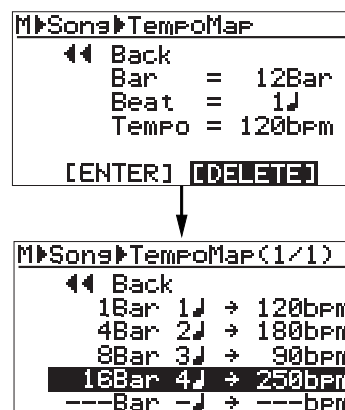 M▶Song▶TempoMap
◀◀ Back
Bar = 12Bar
Beat = 1♩
Tempo = 120bpm
[ENTER] [DELETE]
M▶Song▶TempoMap(1/1)
◀◀ Back
1Bar 1♩ → 120bpm
4Bar 2♩ → 180bpm
8Bar 3♩ → 90bpm
16Bar 4♩ → 250bpm
---Bar -♩ → ---bpm